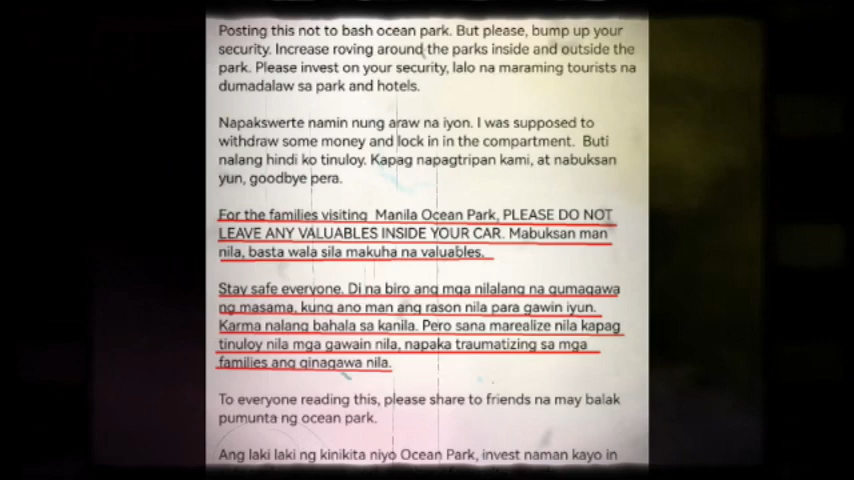 Posting this not to bash ocean park. But please, bump up your
security. Increase roving around the parks inside and outside the
park. Please invest on your security, lalo na maraming tourists na
dumadalaw sa park and hotels.
Napakswerte namin nung araw na iyon. I was supposed to
withdraw some money and lock in in the compartment. Buti
nalang hindi ko tinuloy. Kapag napagtripan kami, at nabuksan
yun, goodbye pera.
For the families visiting Manila Ocean Park, PLEASE DO NOT
LEAVE ANY VALUABLES INSIDE YOUR CAR. Mabuksan man
nila, basta wala sila makuha na valuables.
Stay safe everyone. Di na biro ang mga nilalang na gumagawa
ng masama, kung ano man ang rason nila para gawin iyun.
Karma nalang bahala sa kanila. Pero sana marealize nila kapag
tinuloy nila mga gawain nila, napaka traumatizing sa mga
families ang ginagawa nila.
To everyone reading this, please share to friends na may balak
pumunta ng ocean park.
Ang laki laki ng kinikita niyo Ocean Park, invest naman kayo in